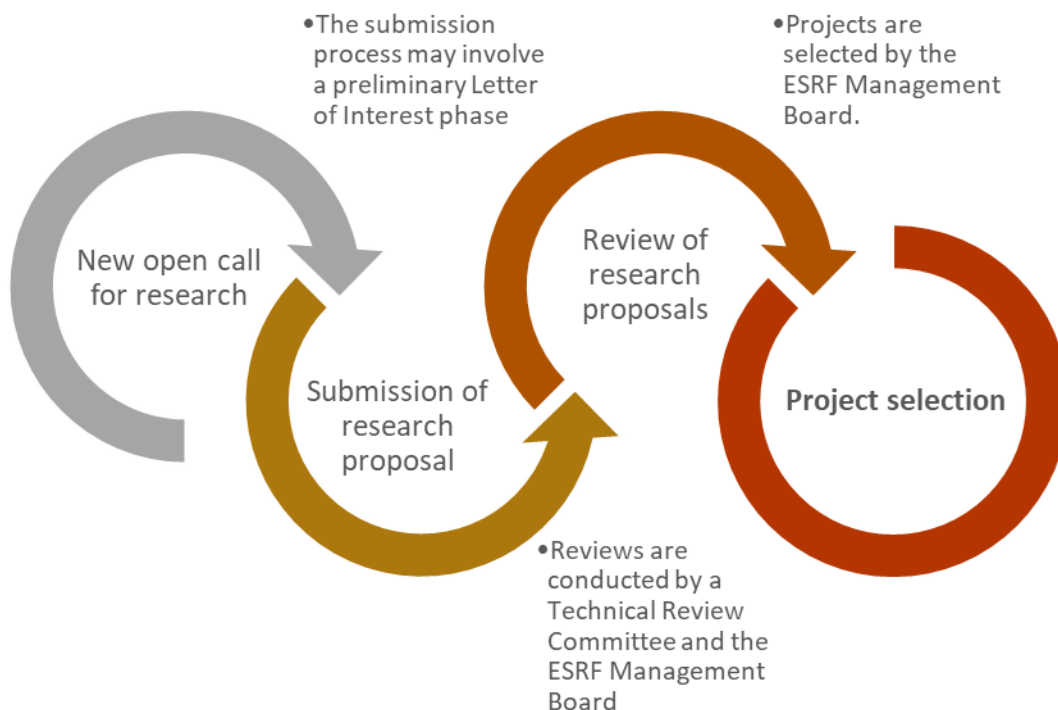 •The submission
process may involve
a preliminary Letter
of Interest phase
•Projects are
selected by the
ESRF Management
Board.
New open call
for research
Review of
research
proposals
Submission of
research
proposal
Project selection
•Reviews are
conducted by a
Technical Review
Committee and the
ESRF Management
Board